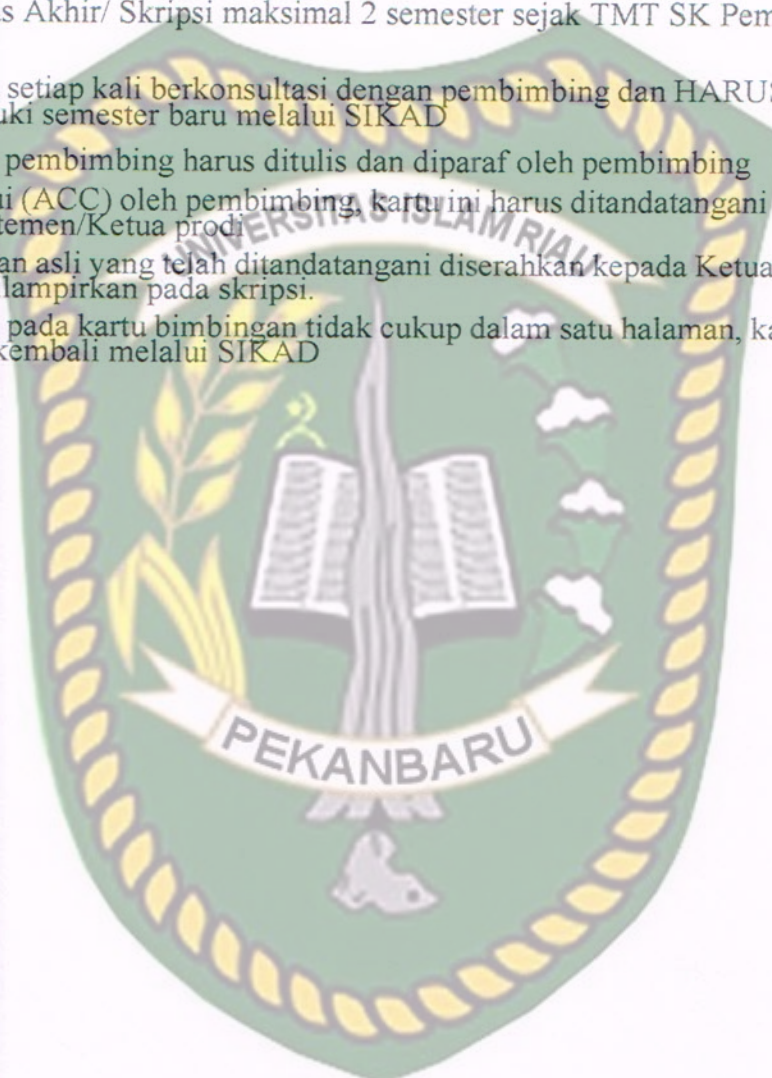 s Akhir/ Skripsi maksimal 2 semester sejak TMT SK Pem
setiap kali berkonsultasi dengan pembimbing dan HARUS
uki semester baru melalui SIKAD
pembimbing harus ditulis dan diparaf oleh pembimbing
ui (ACC) oleh pembimbing, kartu ini harus ditandatangani
temen/Ketua prodi
an asli yang telah ditandatangani diserahkan kepada Ketua
lampirkan pada skripsi.
pada kartu bimbingan tidak cukup dalam satu halaman, ka
kembali melalui SIKAD
UNIVERSITAS ISLAM RIAU
PEKANBARU